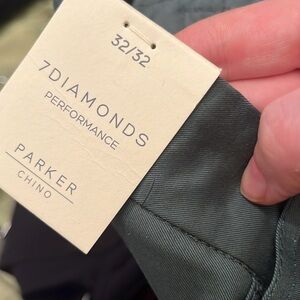 32/32
7DIAMONDS
PERFORMANCE
PARKER
CHINO